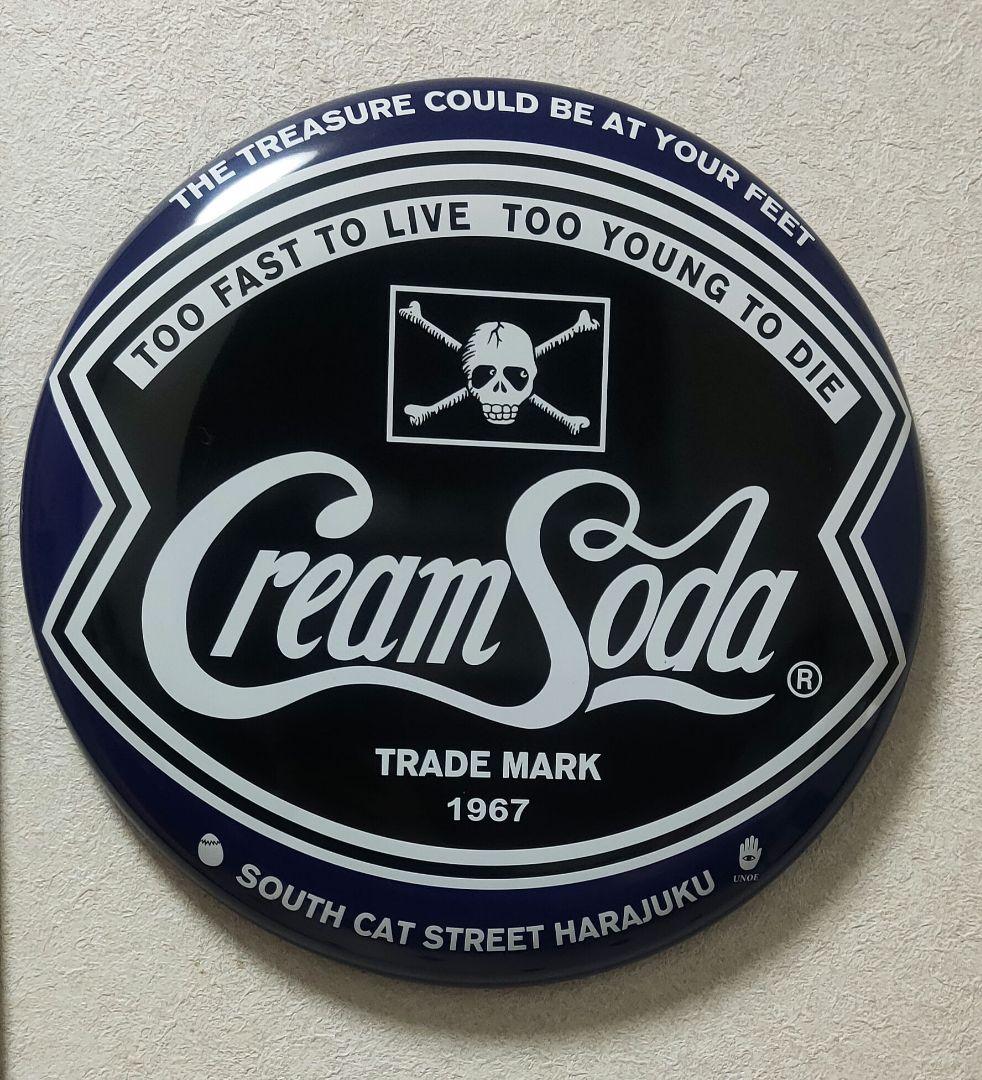 THE TREASURE COULD BE AT YOUR FEET
TOO FAST TO LIVE TOO YOUNG TO DIE
Cream Soda
®
TRADE MARK
1967
UNOE
SOUTH CAT STREET HARAJUKU